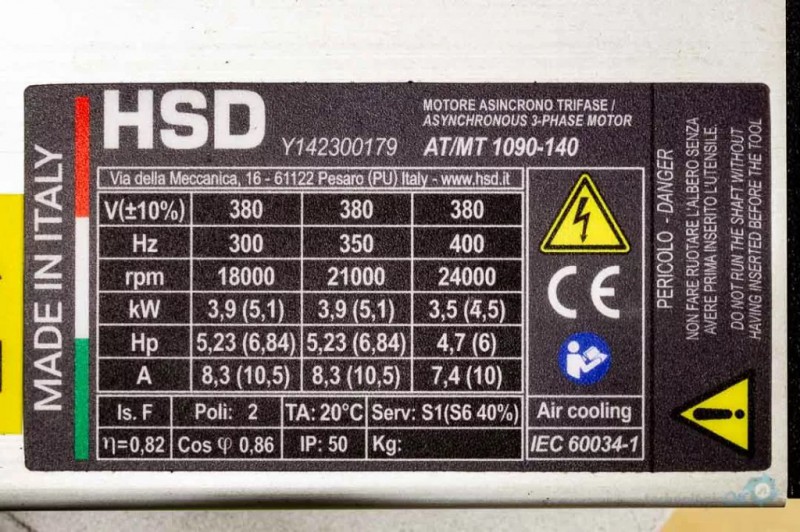 MADE IN ITALY
HSD
Y142300179
MOTORE ASINCRONO TRIFASE /
ASYNCHRONOUS 3-PHASE MOTOR
AT/MT 1090-140
Via della Meccanica, 16 - 61122 Pesaro (PU) Italy - www.hsd.it
V(±10%) 380 380 380
Hz 300 350 400
rpm 18000 21000 24000
kW 3,9 (5,1) 3,9 (5,1) 3,5 (4,5)
Hp 5,23 (6,84) 5,23 (6,84) 4,7 (6)
A 8,3 (10,5) 8,3 (10,5) 7,4 (10)
Is. F Poli: 2 TA: 20°C Serv: S1(S6 40%)
η=0,82 Cos φ 0,86 IP: 50 Kg:
CE
Air cooling
IEC 60034-1
PERICOLO - DANGER
NON FARE RUOTARE L'ALBERO SENZA
AVERE PRIMA INSERITO L'UTENSILE.
DO NOT RUN THE SHAFT WITHOUT
HAVING INSERTED BEFORE THE TOOL